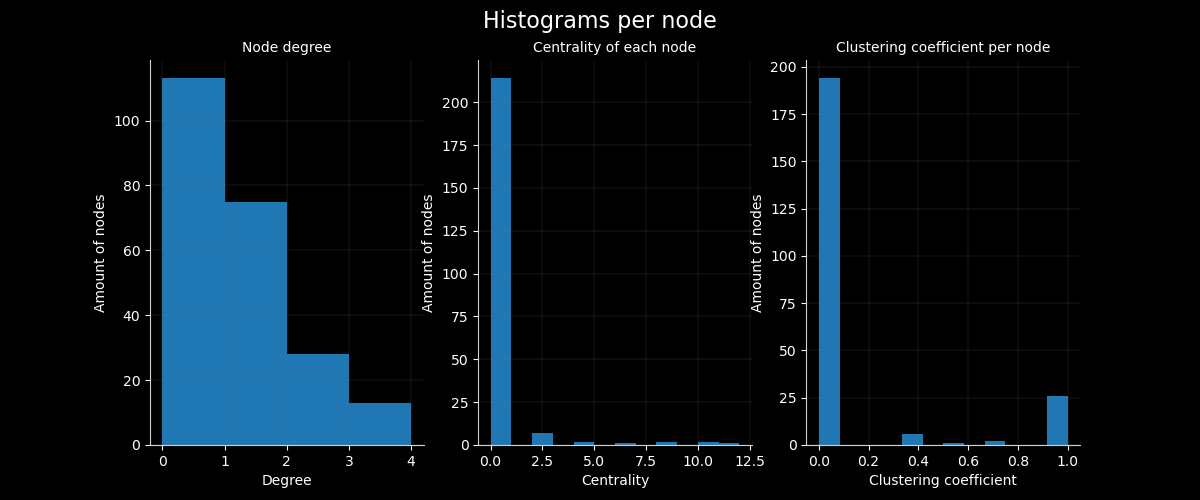 Histograms per node
Node degree
100
80
60
40
20
0
Amount of nodes
0 1 2 3 4
Degree
Centrality of each node
200
175
150
125
100
75
50
25
0
Amount of nodes
0.0 2.5 5.0 7.5 10.0 12.5
Centrality
Clustering coefficient per node
200
175
150
125
100
75
50
25
0
Amount of nodes
0.0 0.2 0.4 0.6 0.8 1.0
Clustering coefficient